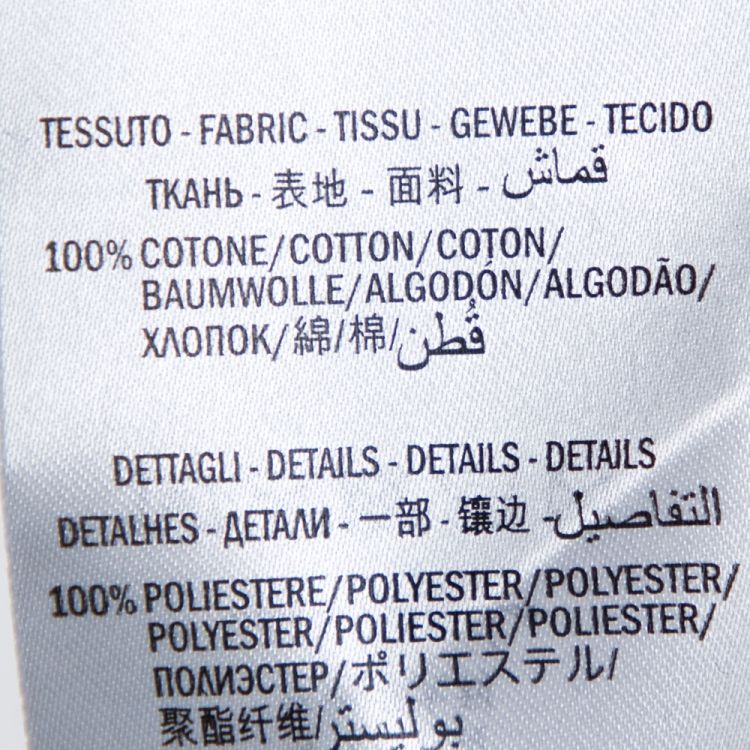 TESSUTO - FABRIC - TISSU - GEWEBE - TECIDO
ТКАНЬ - 表地 - 面料 - قماش
100% COTONE/COTTON/COTON/
BAUMWOLLE/ALGODÓN/ALGODÃO/
ХЛОПОК/綿/棉/قُطن
DETTAGLI - DETAILS - DETAILS - DETAILS
DETALHES - ДЕТАЛИ - 一部 - 镶边 - التفاصيل
100% POLIESTERE/POLYESTER/POLYESTER/
POLYESTER/POLIESTER/POLIESTER/
ПОЛИЭСТЕР/ポリエステル/
聚酯纤维/بوليستر